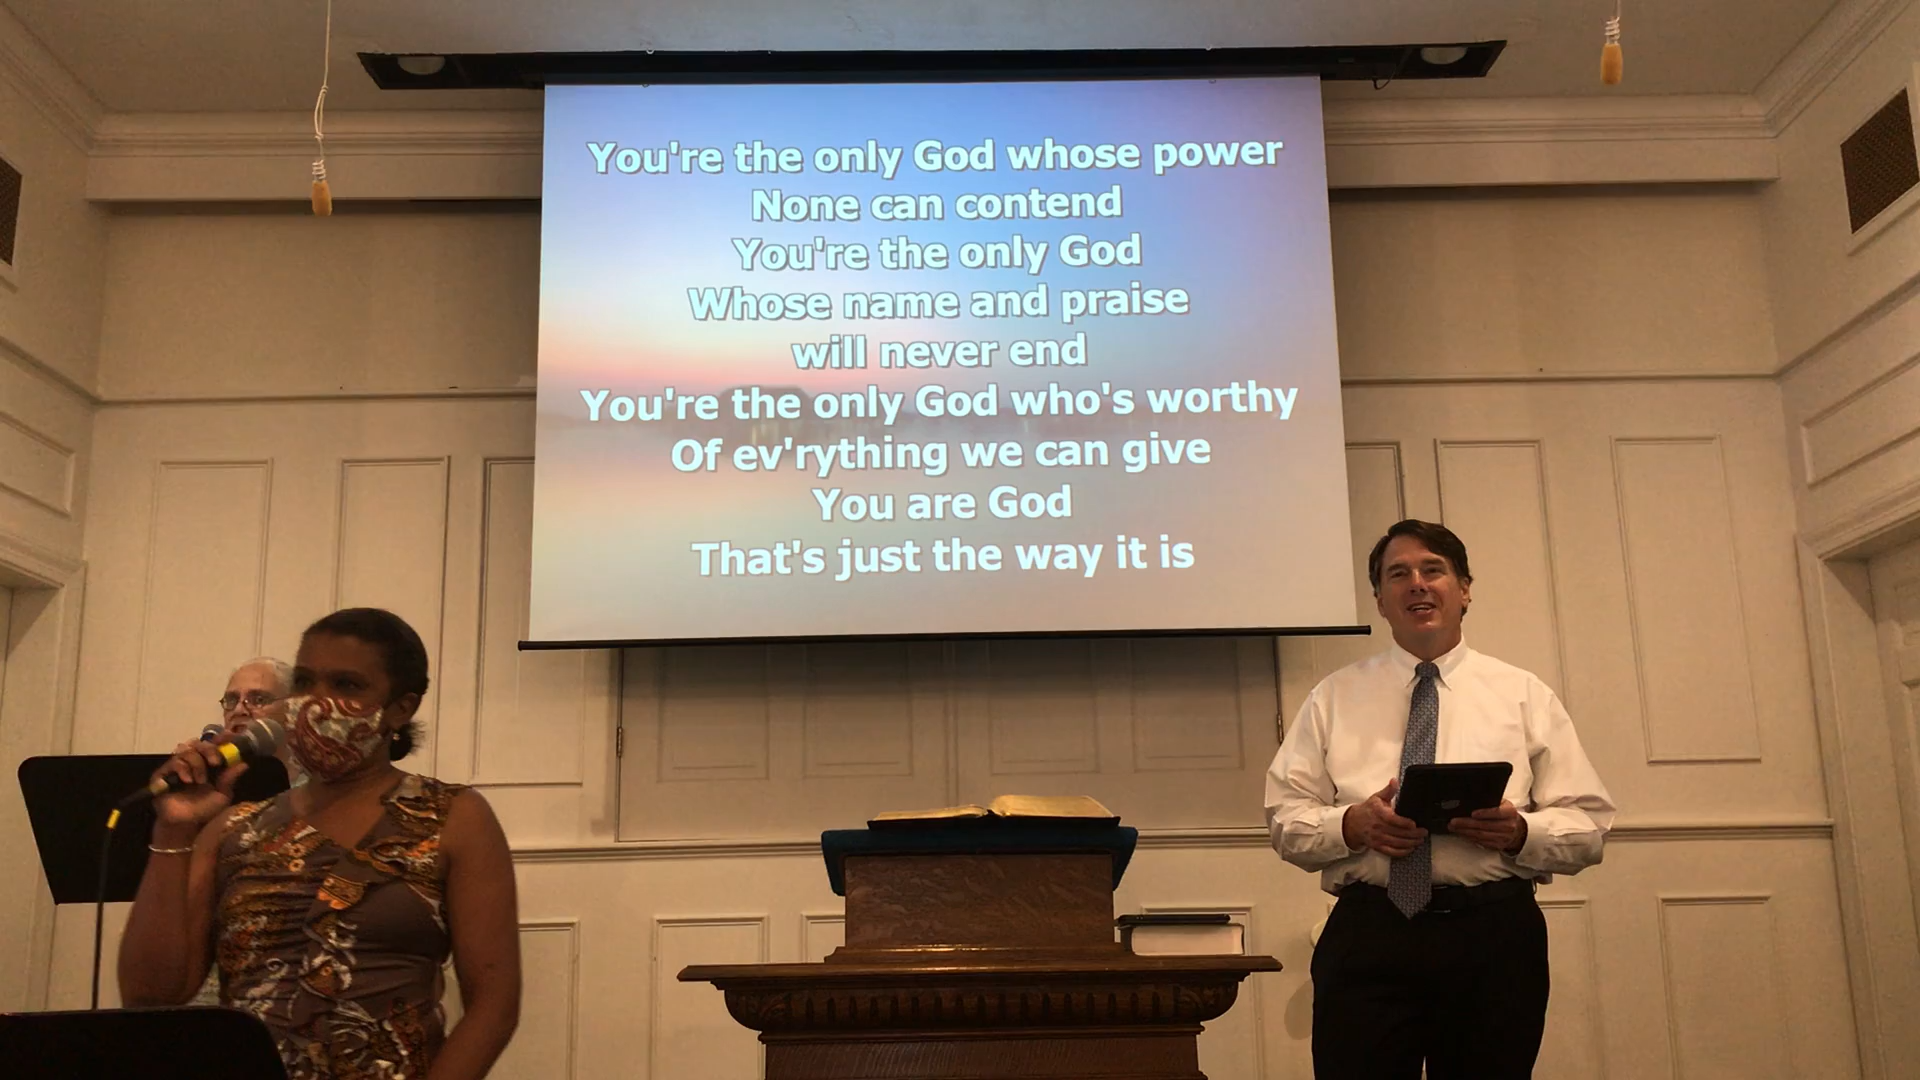 You're the only God whose power
None can contend
You're the only God
Whose name and praise
will never end
You're the only God who's worthy
Of ev'rything we can give
You are God
That's just the way it is